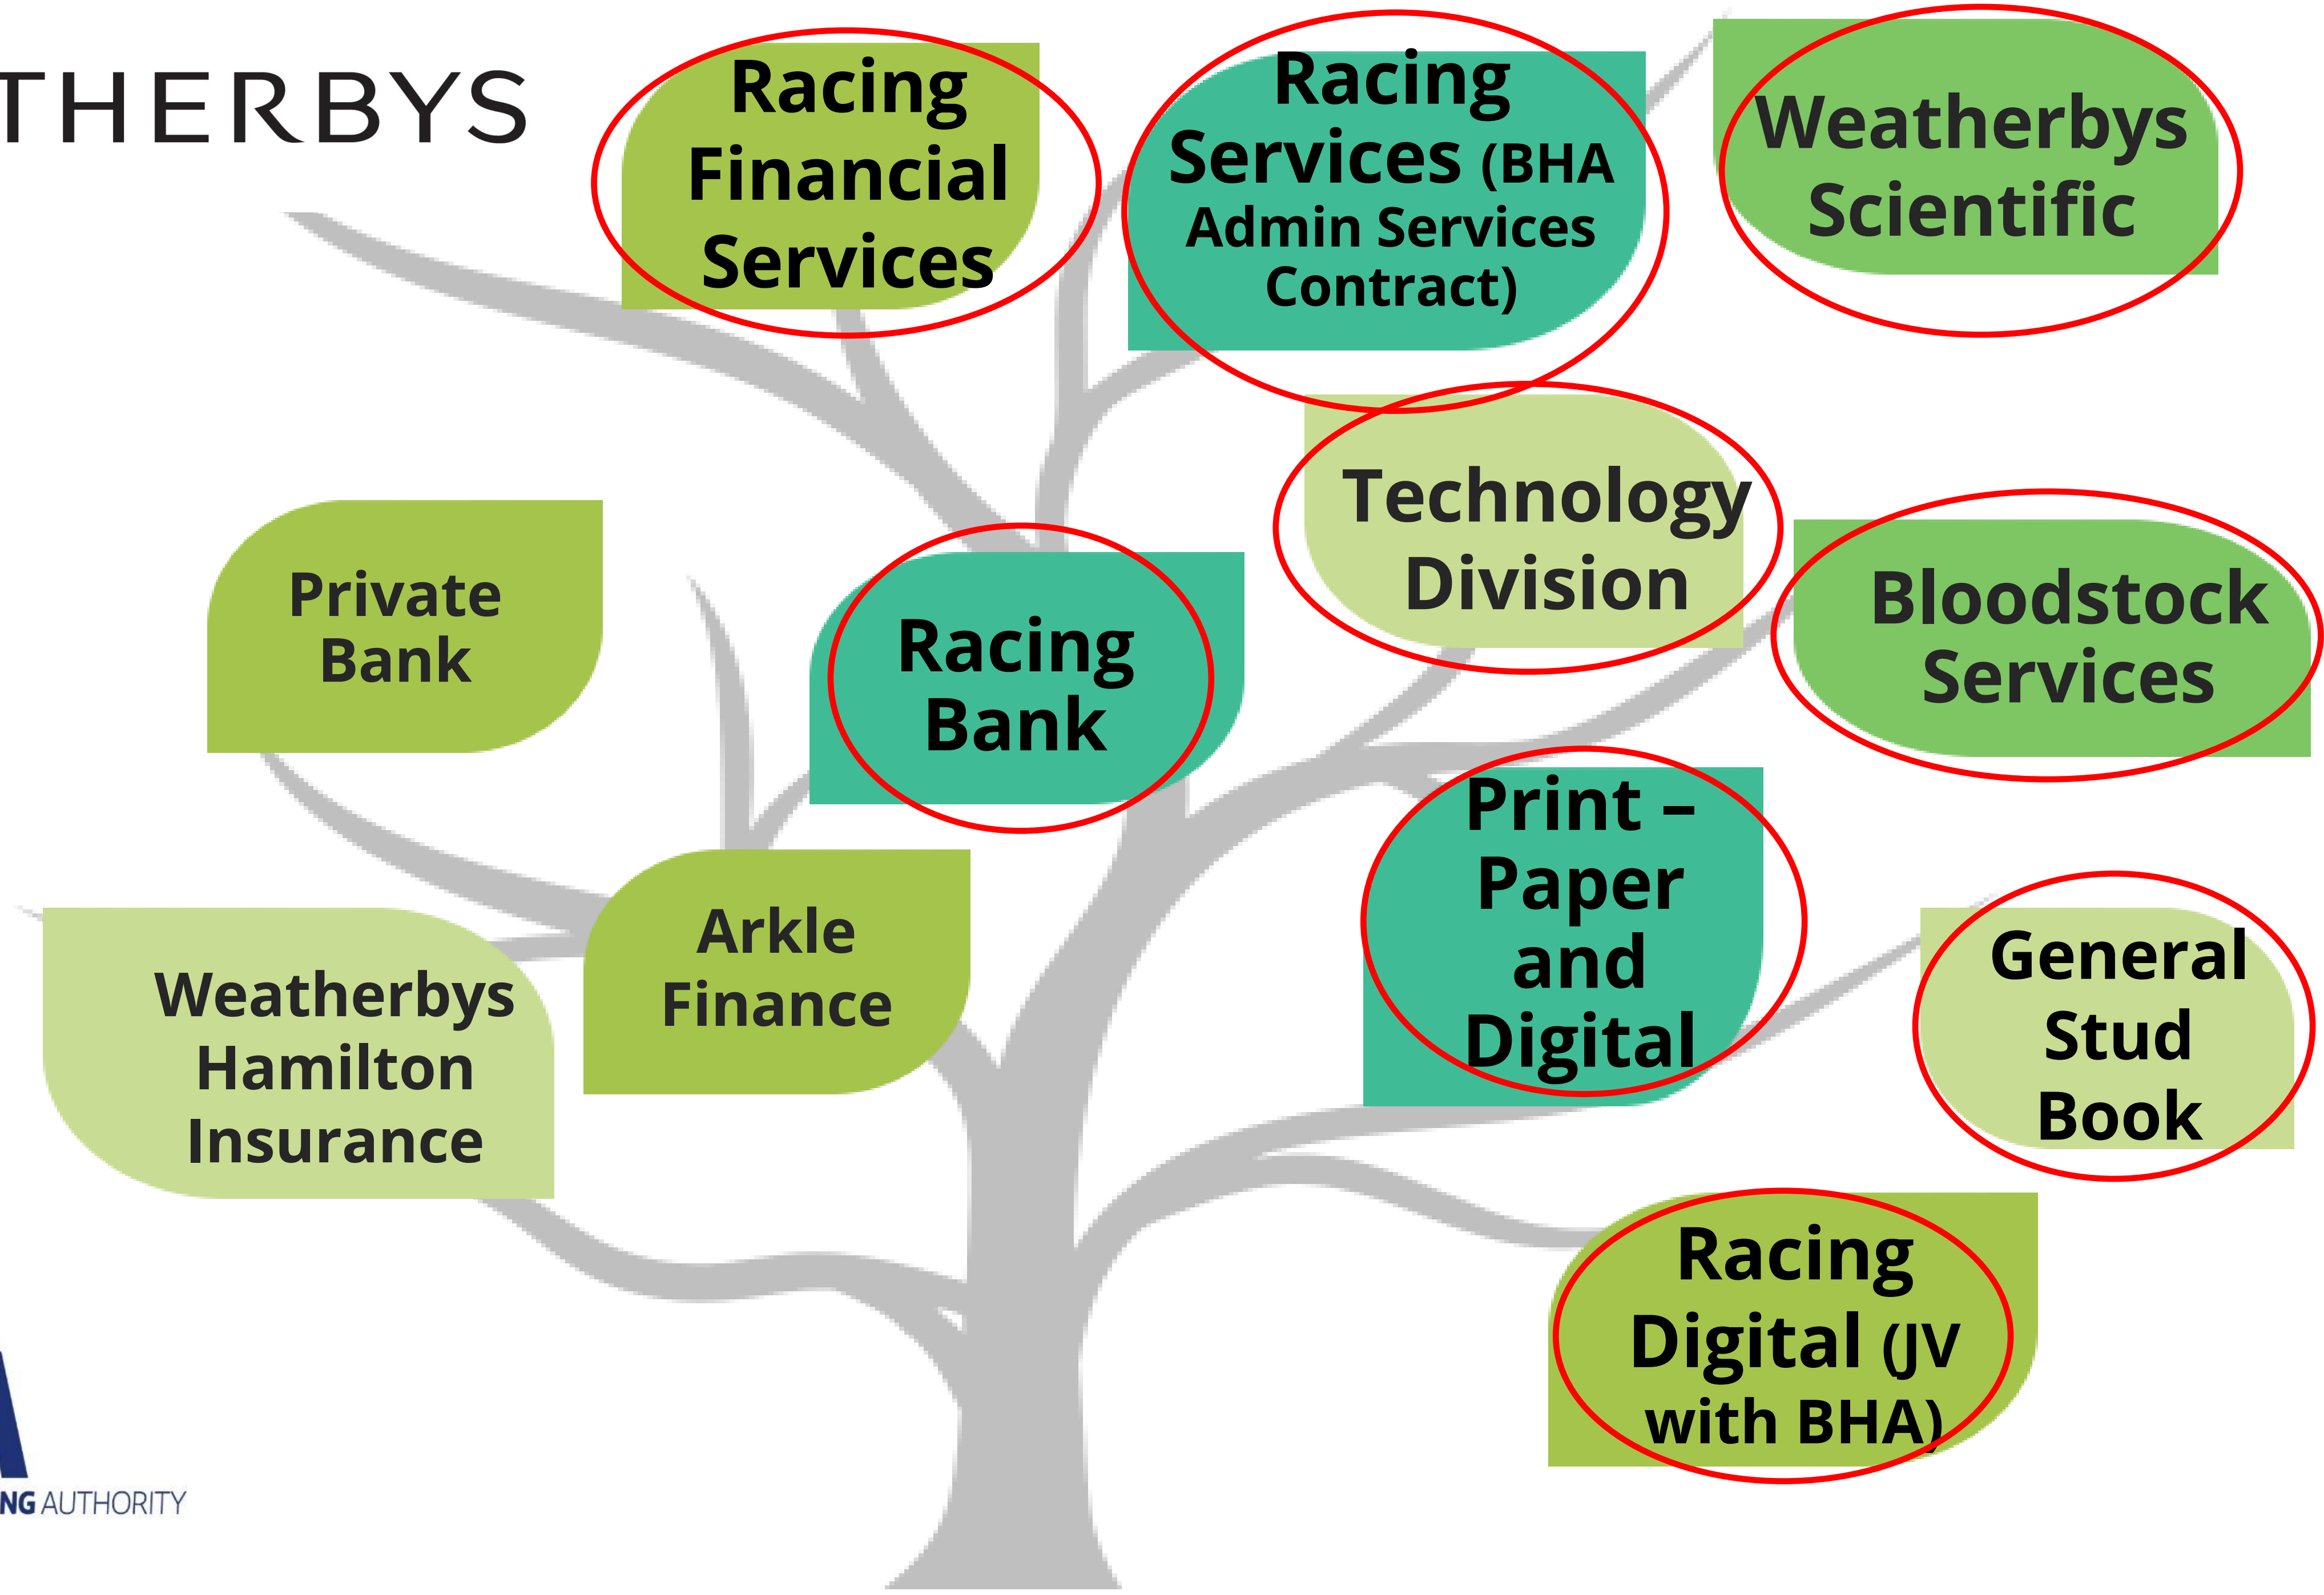 THERBYS
Racing
Financial
Services
Racing
Services (BHA
Admin Services
Contract)
Weatherbys
Scientific
Technology
Division
Bloodstock
Services
Private
Bank
Racing
Bank
Print –
Paper
and
Digital
General
Stud
Book
Arkle
Finance
Weatherbys
Hamilton
Insurance
Racing
Digital (JV
with BHA)
A
NG AUTHORITY